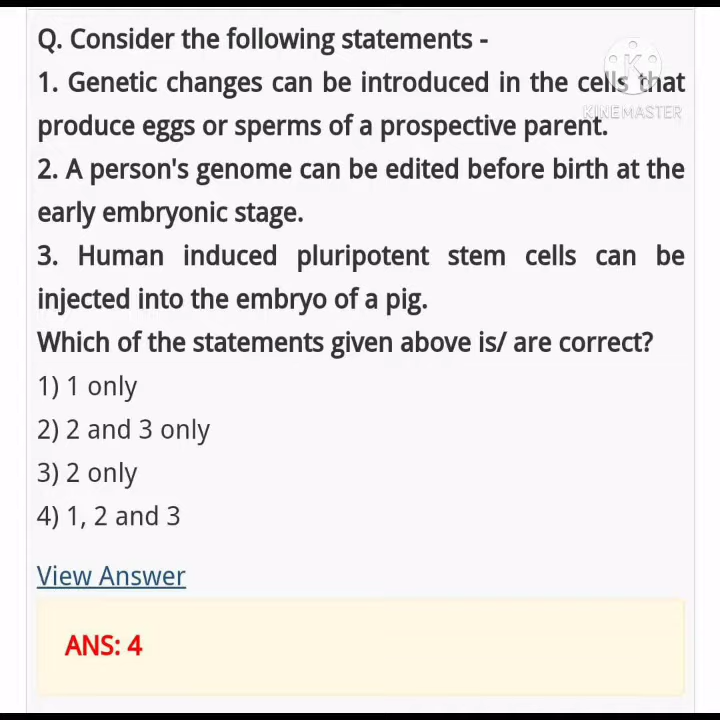 Q. Consider the following statements -
1. Genetic changes can be introduced in the cells that
produce eggs or sperms of a prospective parent.
2. A person's genome can be edited before birth at the
early embryonic stage.
3. Human induced pluripotent stem cells can be
injected into the embryo of a pig.
Which of the statements given above is/ are correct?
1) 1 only
2) 2 and 3 only
3) 2 only
4) 1, 2 and 3
View Answer
ANS: 4
K
KINEMASTER